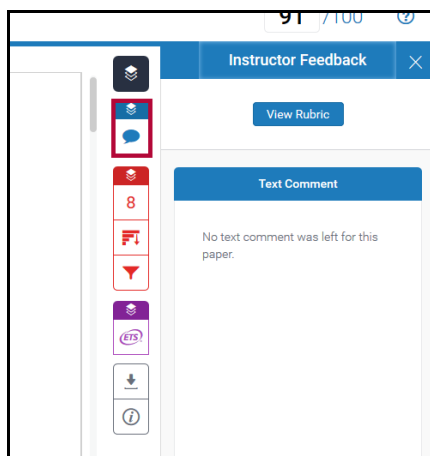 91 /100
Instructor Feedback
View Rubric
Text Comment
No text comment was left for this
paper.
8
ETS